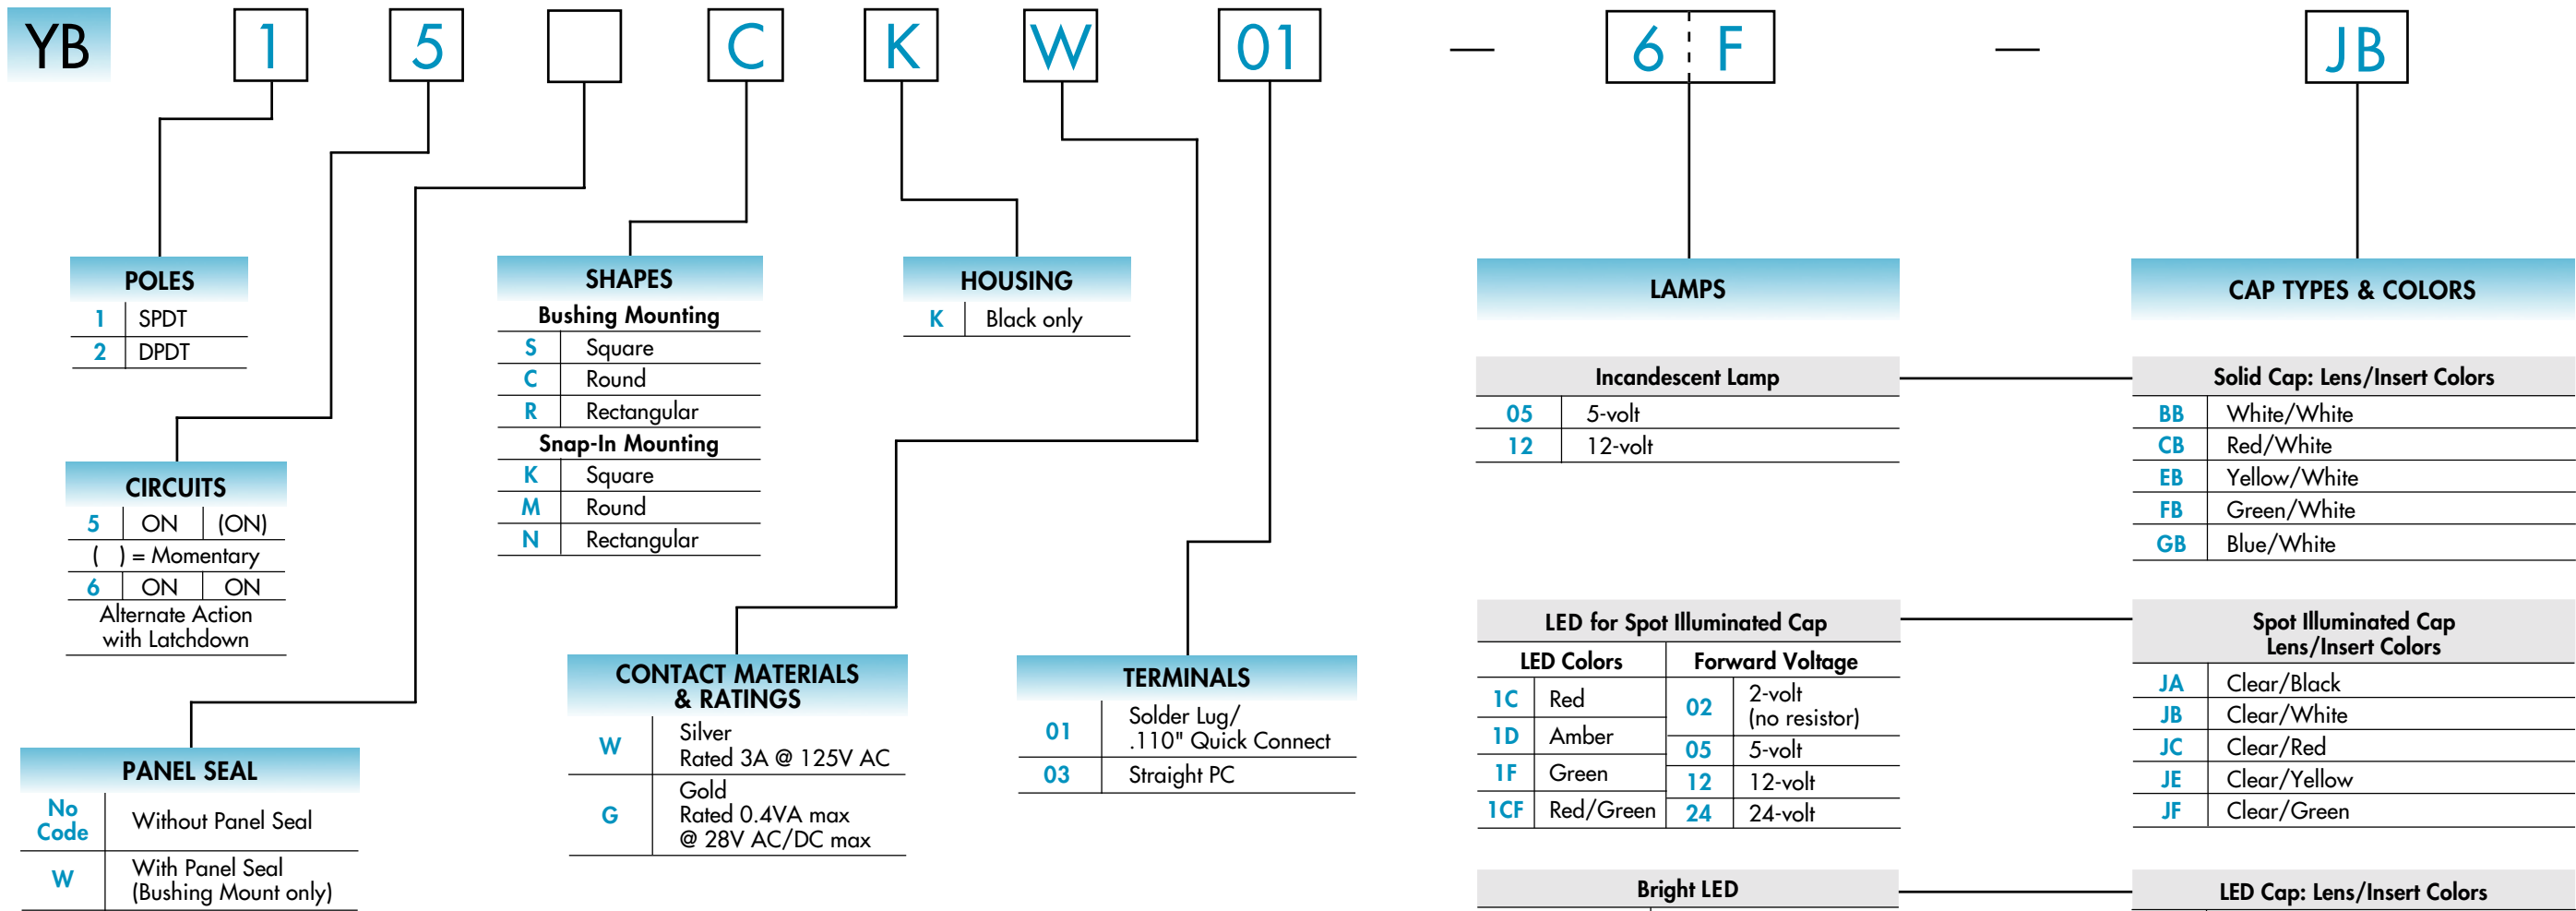 YB 1 5 C K W 01 — 6 F — JB
POLES
1 SPDT
2 DPDT
CIRCUITS
5 ON (ON)
( ) = Momentary
6 ON ON
Alternate Action
with Latchdown
PANEL SEAL
No
Code Without Panel Seal
W With Panel Seal
(Bushing Mount only)
SHAPES
Bushing Mounting
S Square
C Round
R Rectangular
Snap-In Mounting
K Square
M Round
N Rectangular
CONTACT MATERIALS
& RATINGS
W Silver
Rated 3A @ 125V AC
G Gold
Rated 0.4VA max
@ 28V AC/DC max
HOUSING
K Black only
TERMINALS
01 Solder Lug/
.110" Quick Connect
03 Straight PC
LAMPS
Incandescent Lamp
05 5-volt
12 12-volt
LED for Spot Illuminated Cap
LED Colors Forward Voltage
1C Red
1D Amber
1F Green
1CF Red/Green
02 2-volt
(no resistor)
05 5-volt
12 12-volt
24 24-volt
Bright LED
CAP TYPES & COLORS
Solid Cap: Lens/Insert Colors
BB White/White
CB Red/White
EB Yellow/White
FB Green/White
GB Blue/White
Spot Illuminated Cap
Lens/Insert Colors
JA Clear/Black
JB Clear/White
JC Clear/Red
JE Clear/Yellow
JF Clear/Green
LED Cap: Lens/Insert Colors